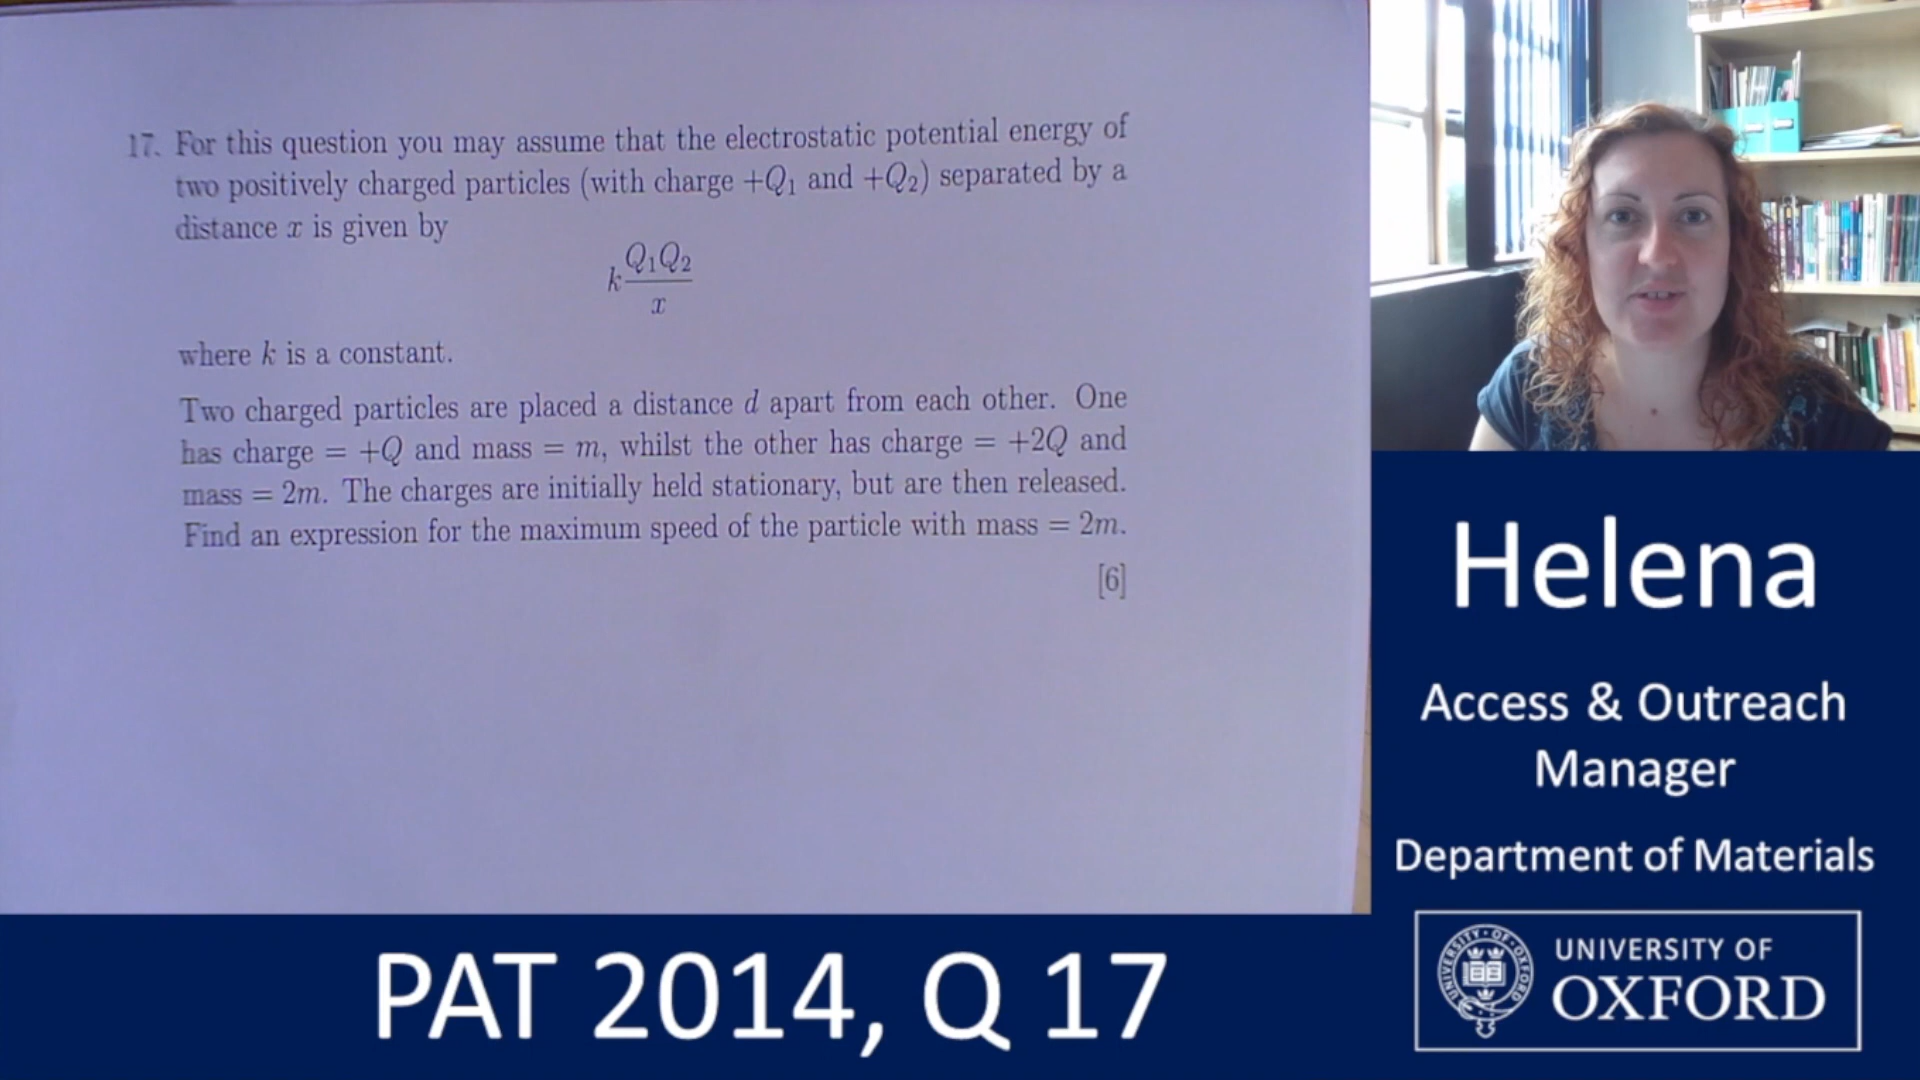 17. For this question you may assume that the electrostatic potential energy of
two positively charged particles (with charge +Q₁ and +Q₂) separated by a
distance x is given by
k Q₁Q₂ / x
where k is a constant.
Two charged particles are placed a distance d apart from each other. One
has charge = +Q and mass = m, whilst the other has charge = +2Q and
mass = 2m. The charges are initially held stationary, but are then released.
Find an expression for the maximum speed of the particle with mass = 2m.
[6]
Helena
Access & Outreach
Manager
Department of Materials
UNIVERSITY OF
OXFORD
PAT 2014, Q 17